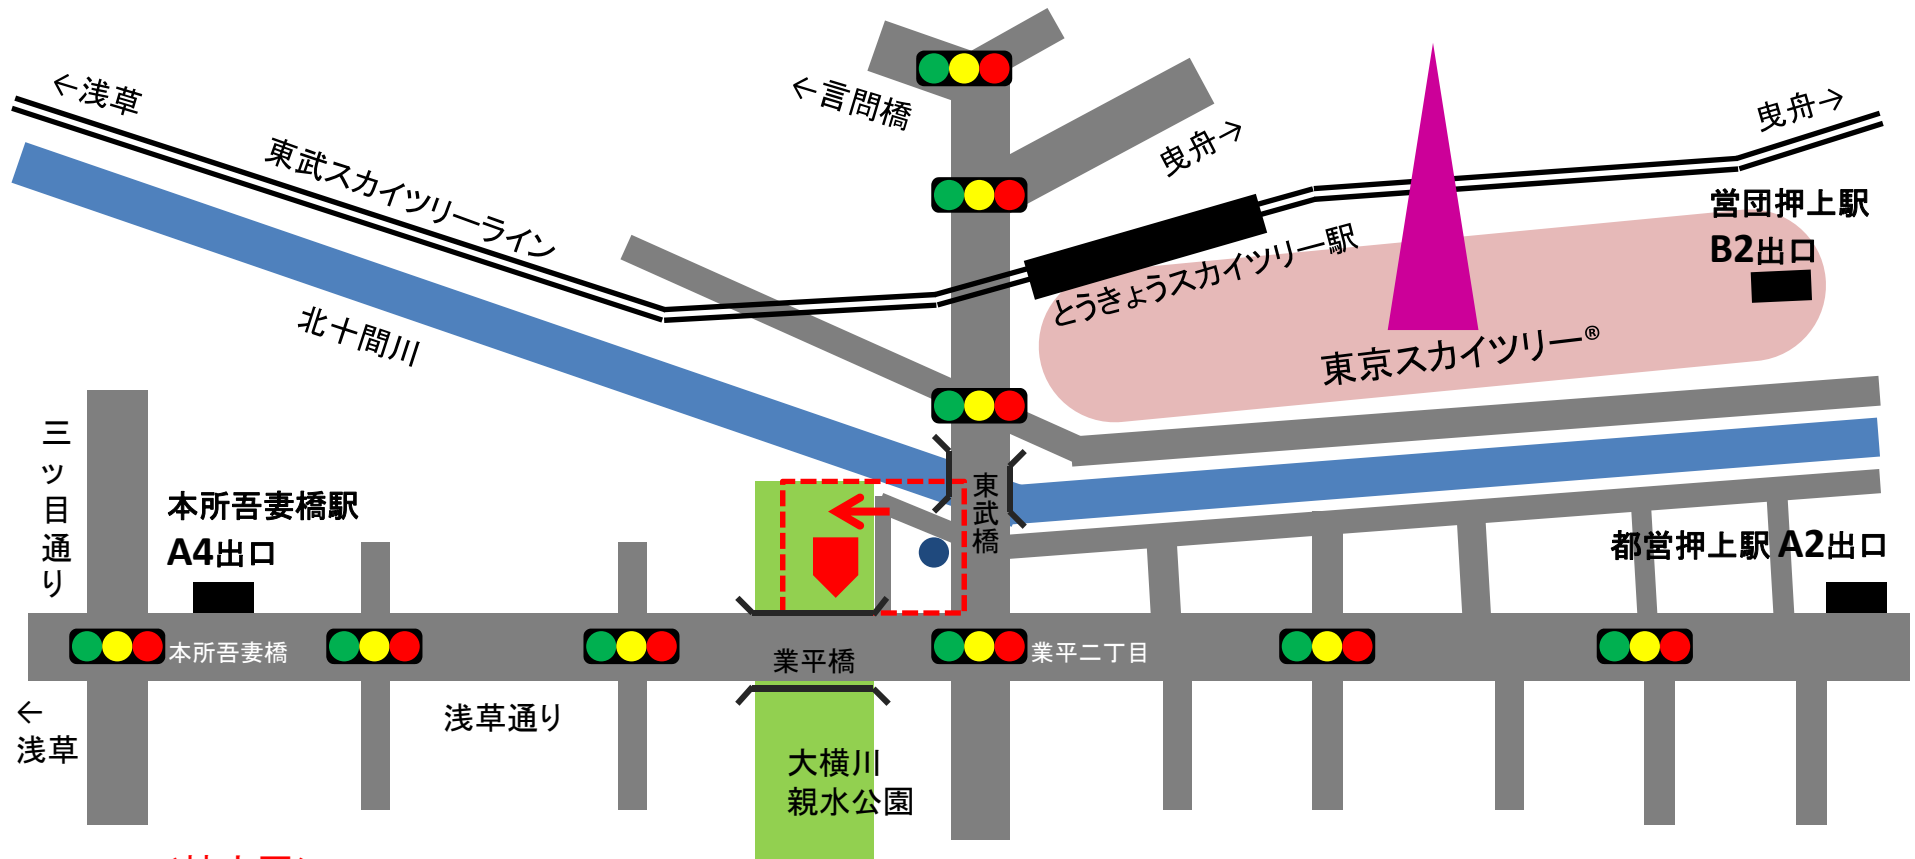 ←浅草
←言問橋
曳舟→
曳舟→
東武スカイツリーライン
営団押上駅
B2出口
とうきょうスカイツリー駅
北十間川
東京スカイツリー®
三ッ目通り
本所吾妻橋駅
A4出口
東武橋
都営押上駅 A2出口
本所吾妻橋
業平橋
業平二丁目
←
浅草
浅草通り
大横川
親水公園